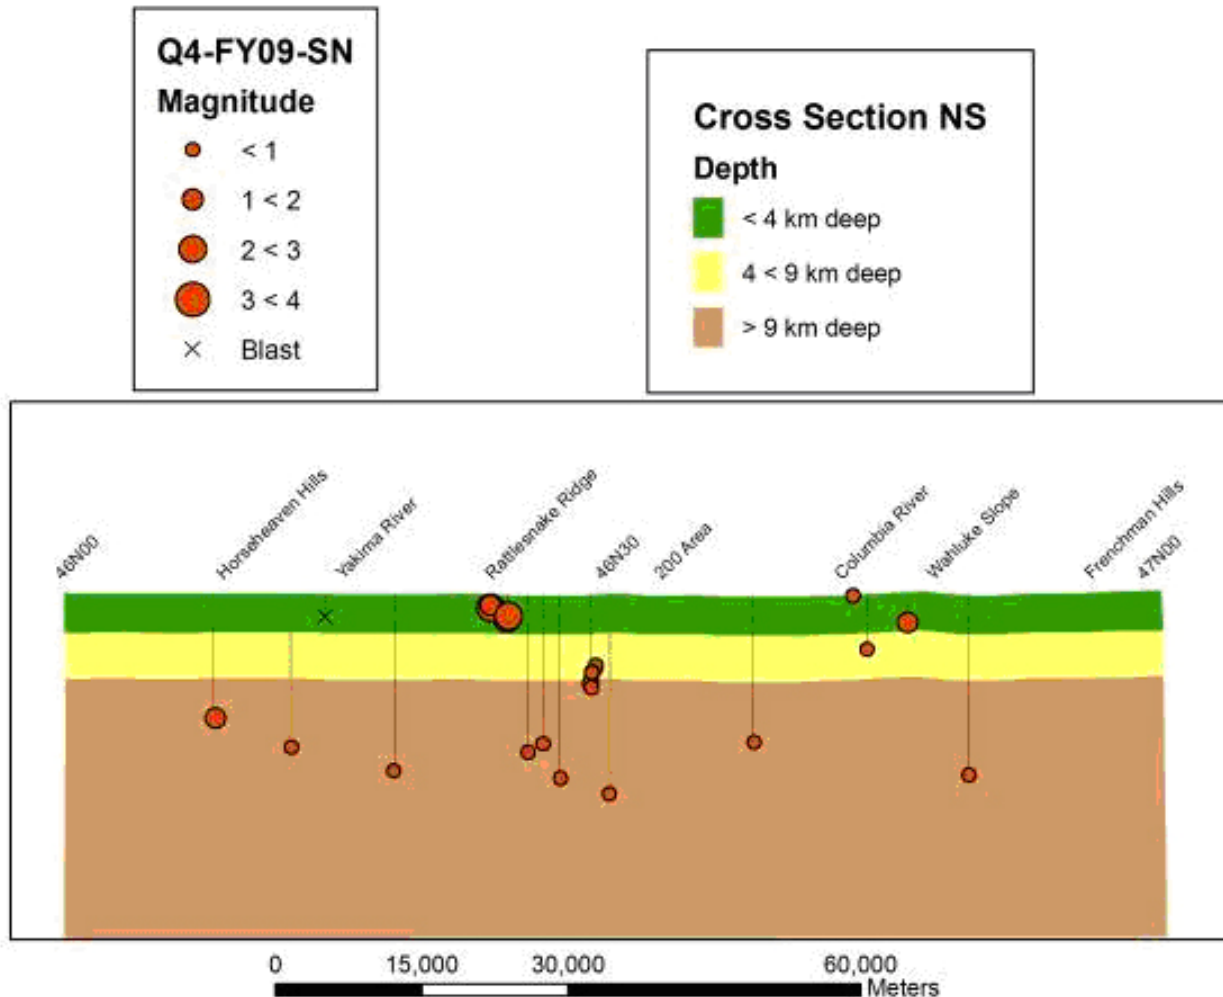 Q4-FY09-SN
Magnitude
< 1
1 < 2
2 < 3
3 < 4
Blast
Cross Section NS
Depth
< 4 km deep
4 < 9 km deep
> 9 km deep
46N00
Horseheaven Hills
Yakima River
Rattlesnake Ridge
46N30
200 Area
Columbia River
Wahluke Slope
Frenchman Hills
47N00
0 15,000 30,000 60,000
Meters